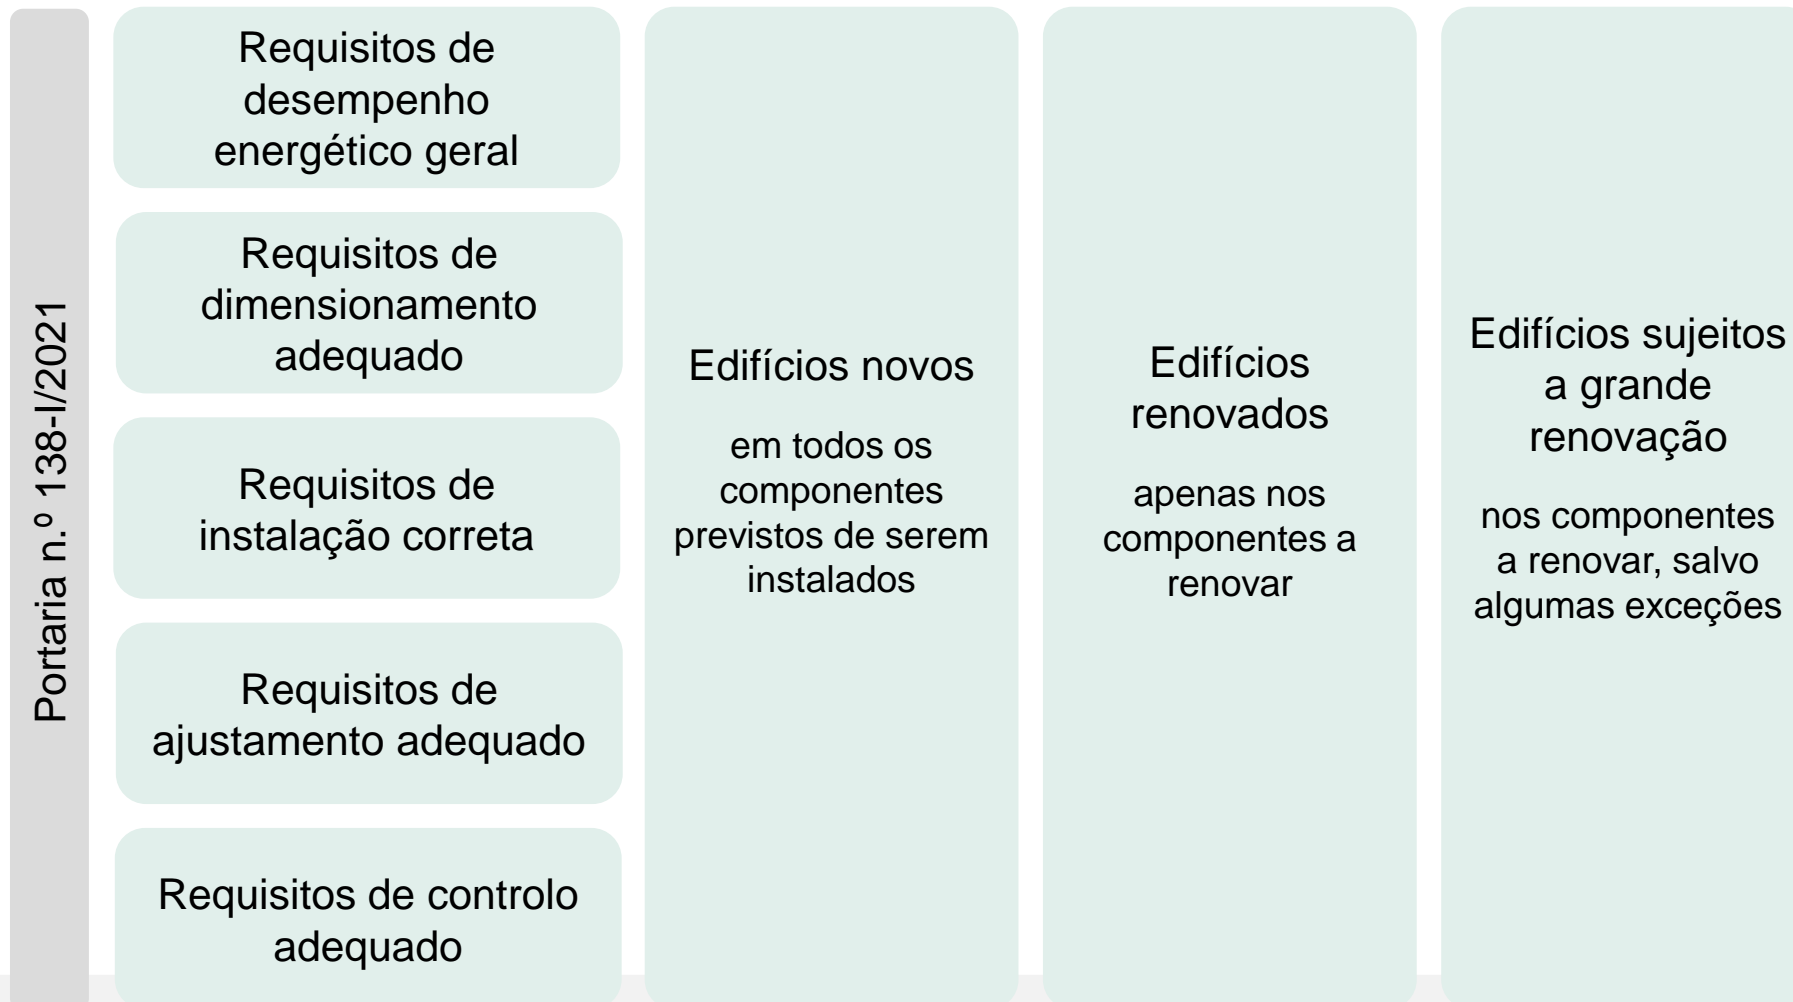 Portaria n.º 138-I/2021
Requisitos de
desempenho
energético geral
Requisitos de
dimensionamento
adequado
Requisitos de
instalação correta
Requisitos de
ajustamento adequado
Requisitos de controlo
adequado
Edifícios novos
em todos os
componentes
previstos de serem
instalados
Edifícios
renovados
apenas nos
componentes a
renovar
Edifícios sujeitos
a grande
renovação
nos componentes
a renovar, salvo
algumas exceções